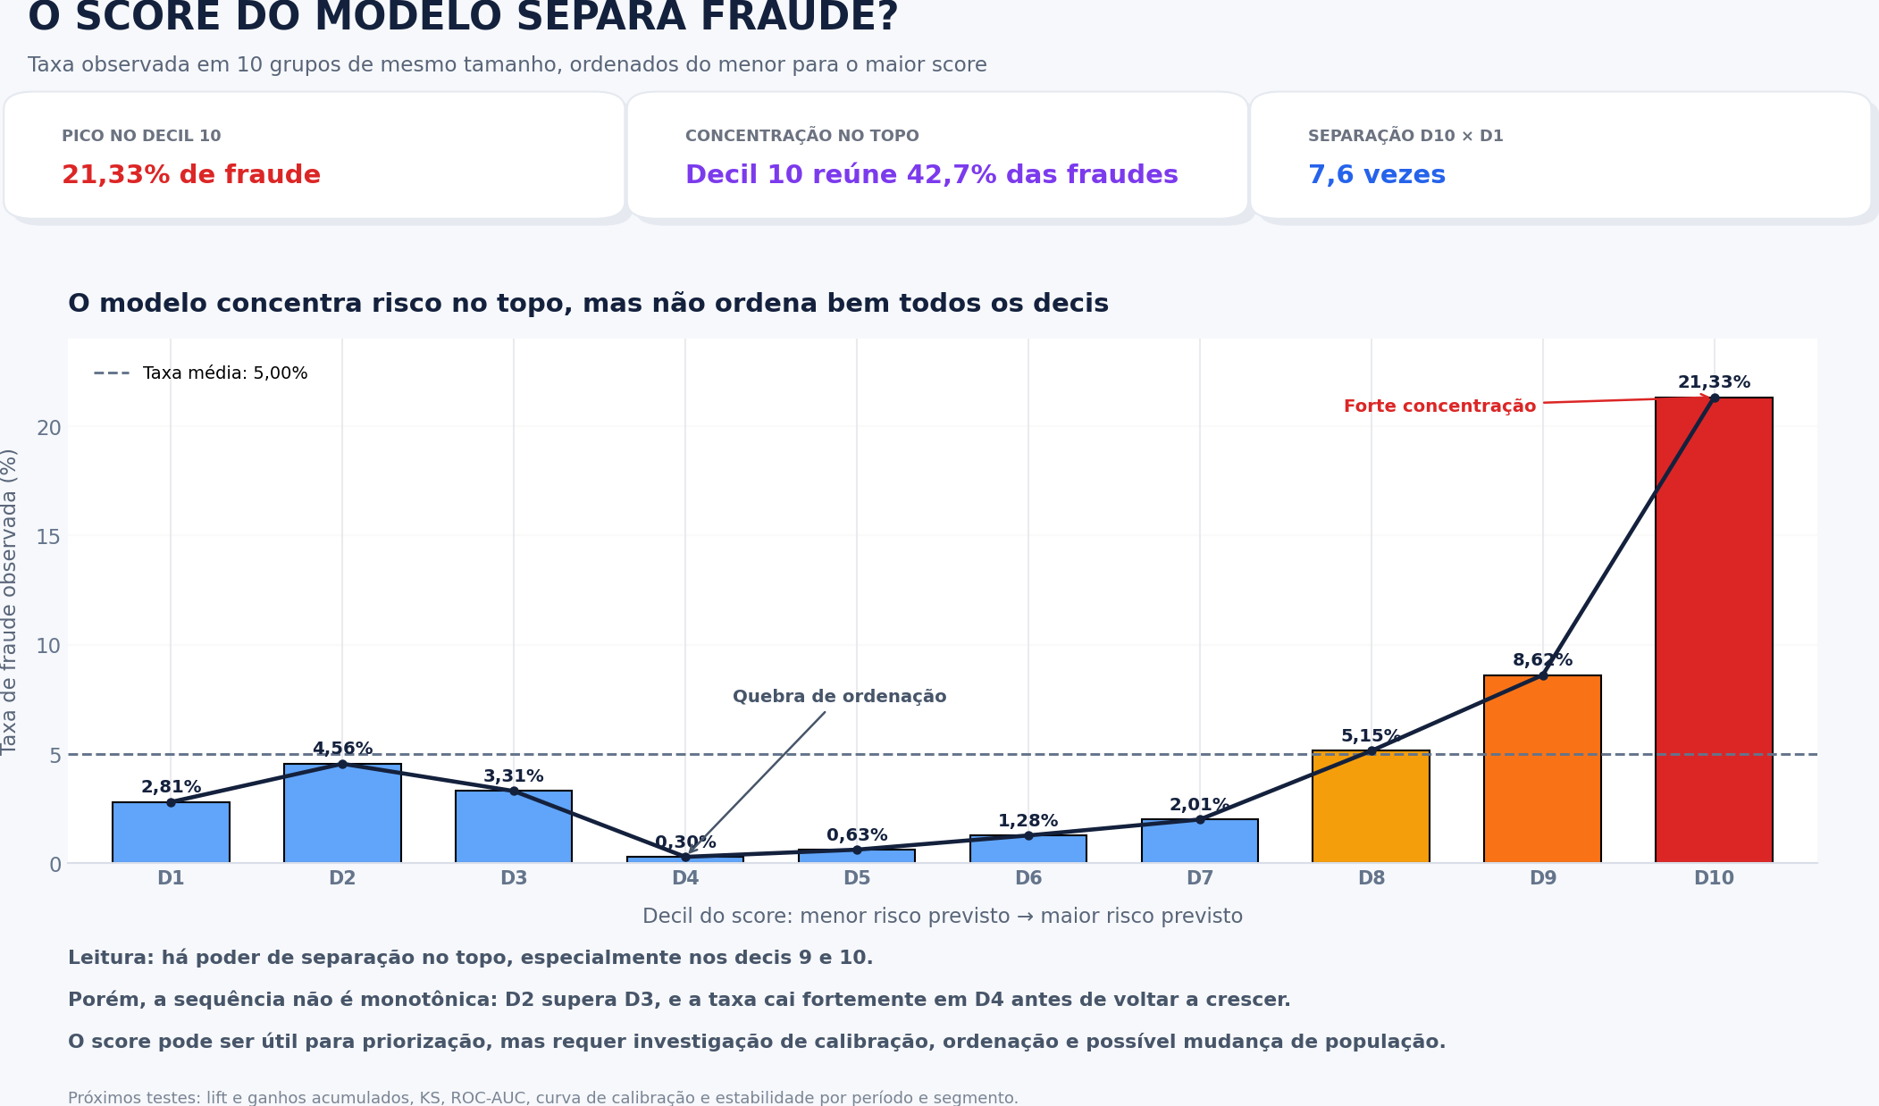 O SCORE DO MODELO SEPARA FRAUDE?
Taxa observada em 10 grupos de mesmo tamanho, ordenados do menor para o maior score
PICO NO DECIL 10
21,33% de fraude
CONCENTRAÇÃO NO TOPO
Decil 10 reúne 42,7% das fraudes
SEPARAÇÃO D10 × D1
7,6 vezes
O modelo concentra risco no topo, mas não ordena bem todos os decis
Taxa média: 5,00%
Taxa de fraude observada (%)
20
15
10
5
0
Forte concentração
Quebra de ordenação
2,81%
4,56%
3,31%
0,30%
0,63%
1,28%
2,01%
5,15%
8,62%
21,33%
D1
D2
D3
D4
D5
D6
D7
D8
D9
D10
Decil do score: menor risco previsto → maior risco previsto
Leitura: há poder de separação no topo, especialmente nos decis 9 e 10.
Porém, a sequência não é monotônica: D2 supera D3, e a taxa cai fortemente em D4 antes de voltar a crescer.
O score pode ser útil para priorização, mas requer investigação de calibração, ordenação e possível mudança de população.
Próximos testes: lift e ganhos acumulados, KS, ROC-AUC, curva de calibração e estabilidade por período e segmento.